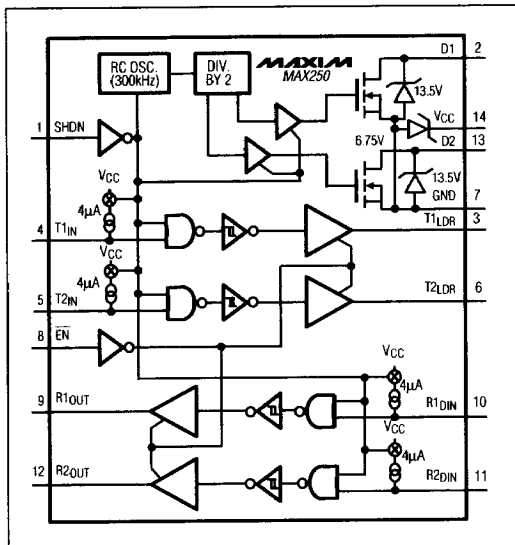 RC OSC.
(300kHz)
DIV.
BY 2
MAXIM
MAX250
D1 2
13.5V
1 SHDN
VCC 14
6.75V
D2 13
13.5V
GND 7
VCC
4µA
4 T1IN
T1LDR 3
VCC
4µA
5 T2IN
T2LDR 6
8 EN
VCC
4µA
9 R1OUT
R1DIN 10
VCC
4µA
12 R2OUT
R2DIN 11